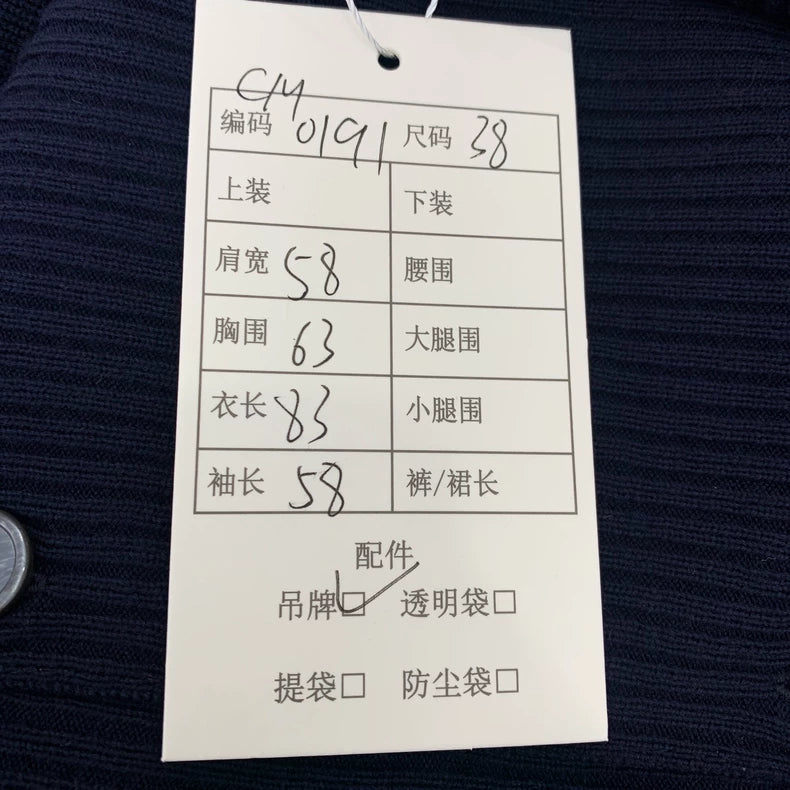 CM
编码 0191 尺码 38
上装 下装
肩宽 58 腰围
胸围 63 大腿围
衣长 83 小腿围
袖长 58 裤/裙长
配件
吊牌☑ 透明袋□
提袋□ 防尘袋□